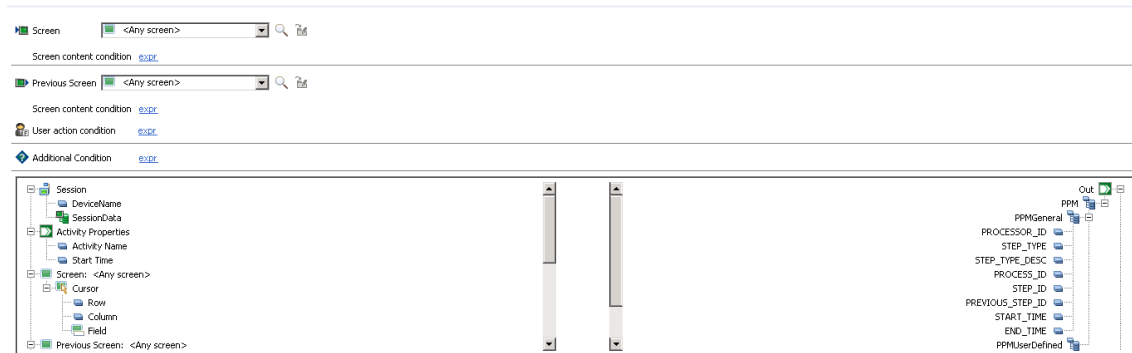 Screen <Any screen>
Screen content condition expr
Previous Screen <Any screen>
Screen content condition expr
User action condition expr
Additional Condition expr
Session
DeviceName
SessionData
Activity Properties
Activity Name
Start Time
Screen: <Any screen>
Cursor
Row
Column
Field
Previous Screen: <Any screen>
Out
PPM
PPMGeneral
PROCESSOR_ID
STEP_TYPE
STEP_TYPE_DESC
PROCESS_ID
STEP_ID
PREVIOUS_STEP_ID
START_TIME
END_TIME
PPMUserDefined